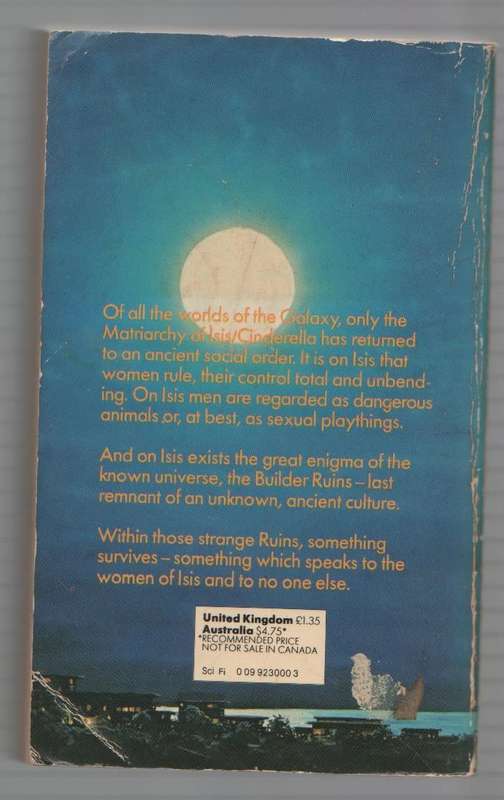 Of all the worlds of the Galaxy, only the
Matriarchy of Isis/Cinderella has returned
to an ancient social order. It is on Isis that
women rule, their control total and unbend-
ing. On Isis men are regarded as dangerous
animals or, at best, as sexual playthings.
And on Isis exists the great enigma of the
known universe, the Builder Ruins – last
remnant of an unknown, ancient culture.
Within those strange Ruins, something
survives – something which speaks to the
women of Isis and to no one else.
United Kingdom £1.35
Australia $4.75*
*RECOMMENDED PRICE
NOT FOR SALE IN CANADA
Sci Fi 0 09 923000 3